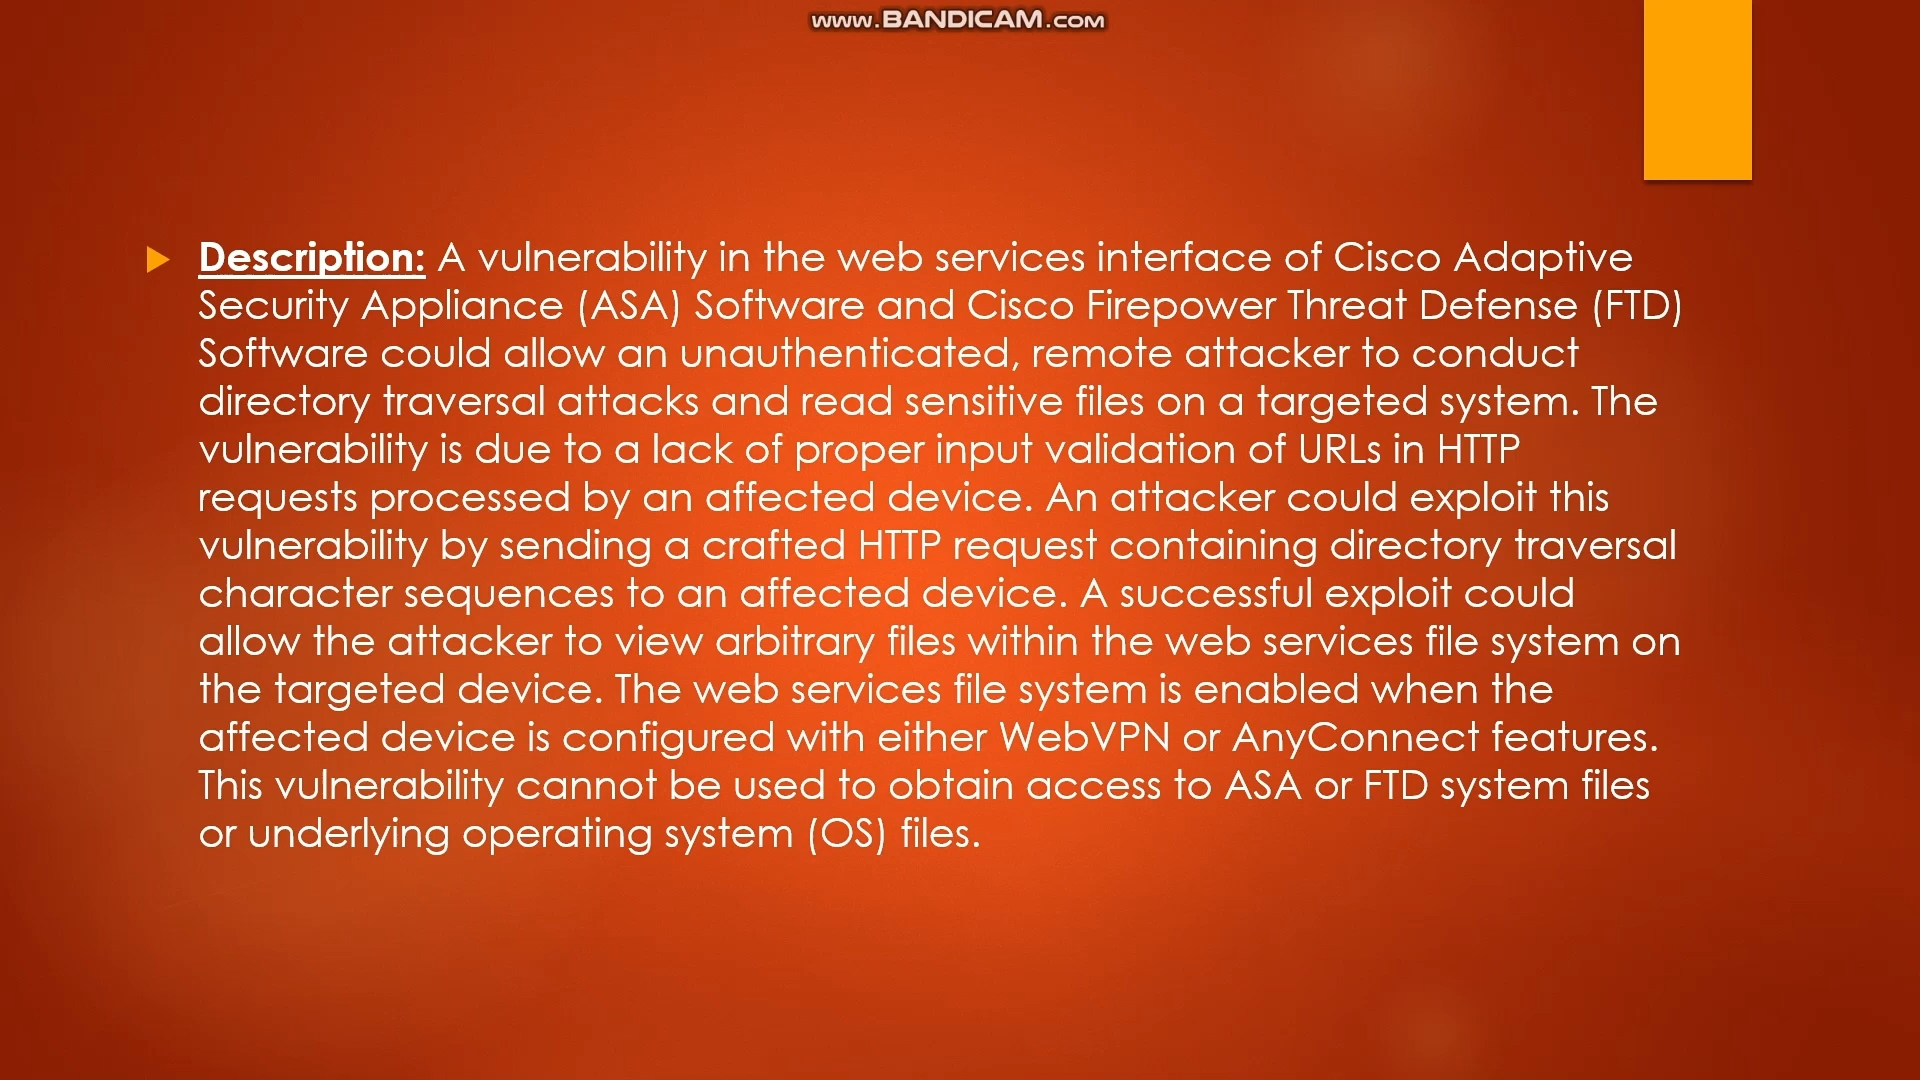 www.BANDICAM.com
Description: A vulnerability in the web services interface of Cisco Adaptive
Security Appliance (ASA) Software and Cisco Firepower Threat Defense (FTD)
Software could allow an unauthenticated, remote attacker to conduct
directory traversal attacks and read sensitive files on a targeted system. The
vulnerability is due to a lack of proper input validation of URLs in HTTP
requests processed by an affected device. An attacker could exploit this
vulnerability by sending a crafted HTTP request containing directory traversal
character sequences to an affected device. A successful exploit could
allow the attacker to view arbitrary files within the web services file system on
the targeted device. The web services file system is enabled when the
affected device is configured with either WebVPN or AnyConnect features.
This vulnerability cannot be used to obtain access to ASA or FTD system files
or underlying operating system (OS) files.